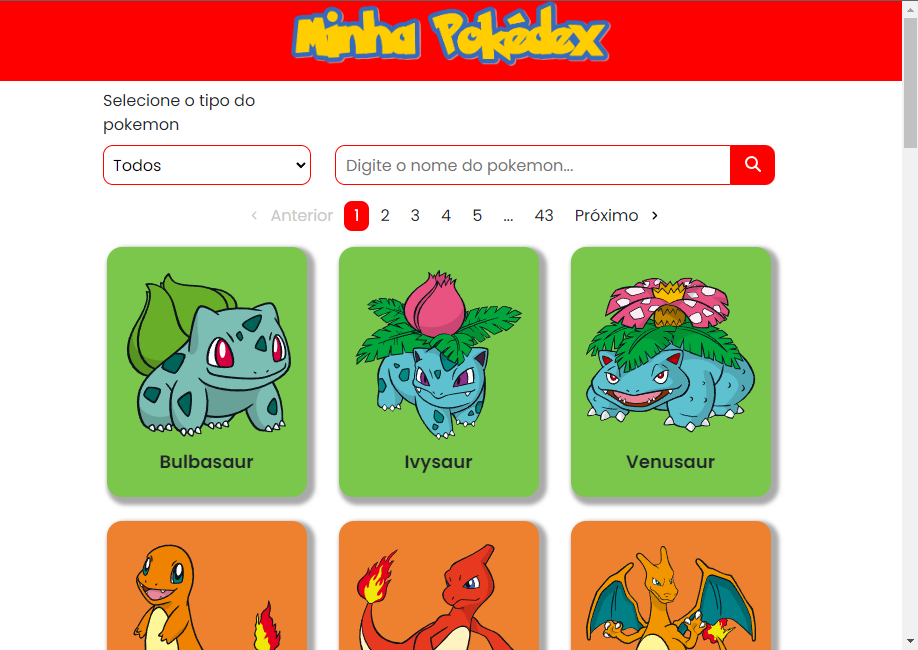 Minha Pokédex
Selecione o tipo do
pokemon
Todos
Digite o nome do pokemon...
‹ Anterior 1 2 3 4 5 ... 43 Próximo ›
Bulbasaur Ivysaur Venusaur